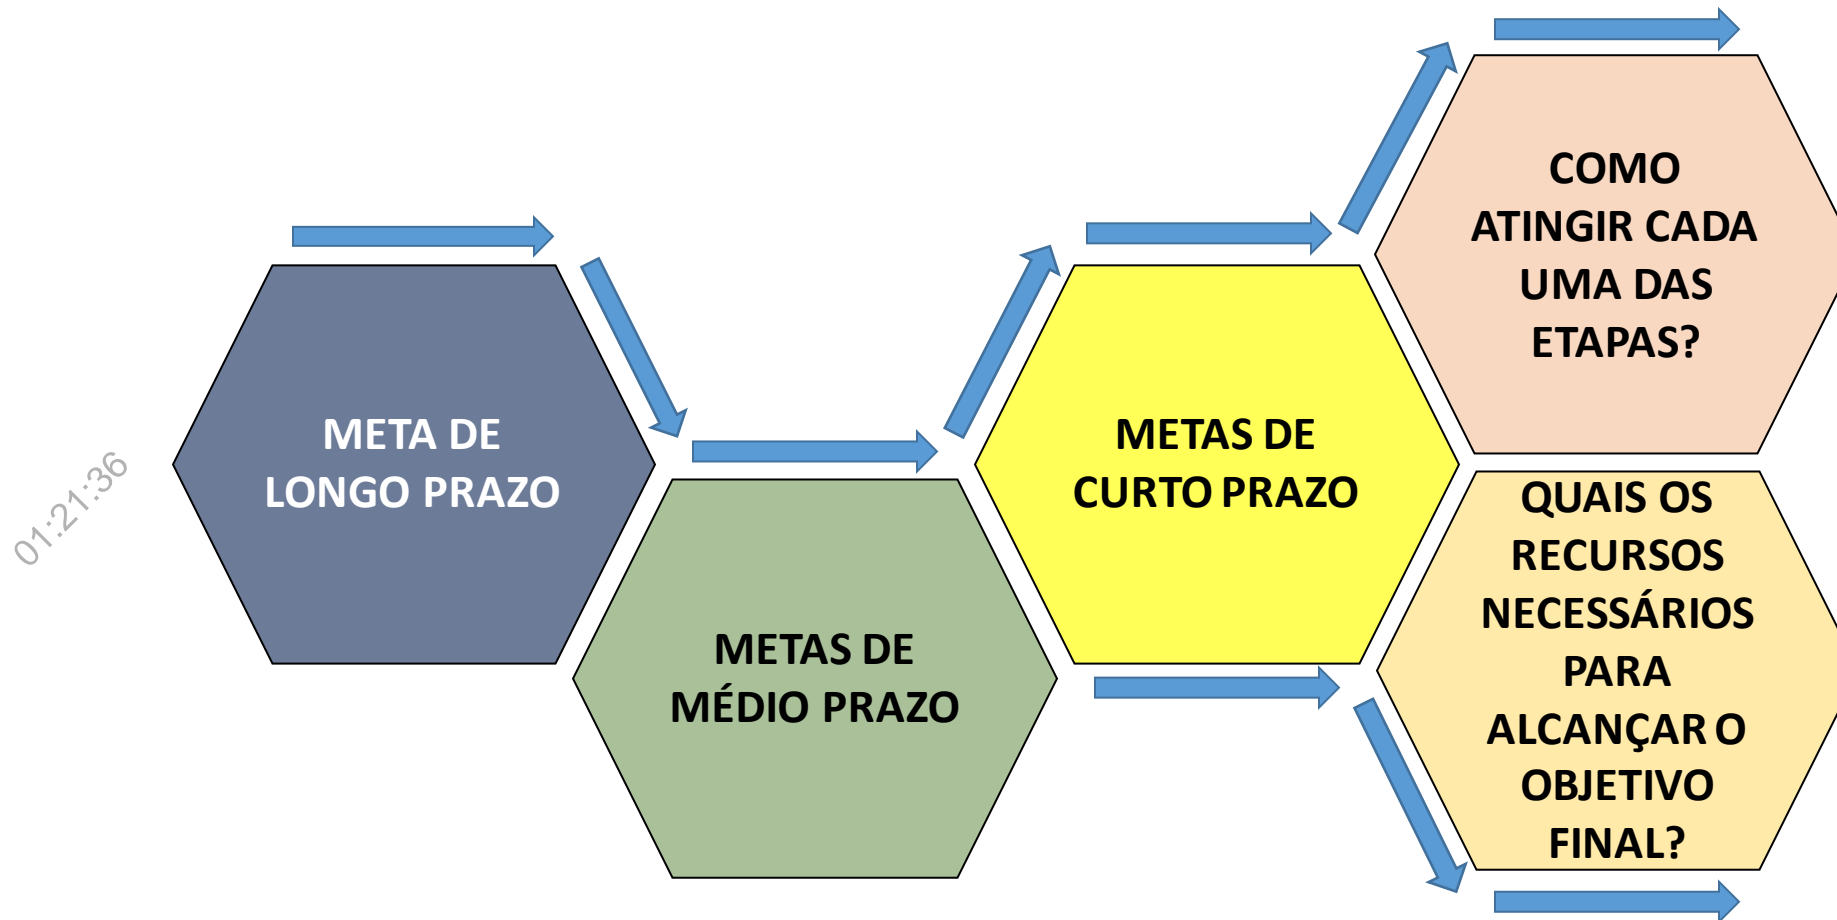 01:21:36
META DE
LONGO PRAZO
METAS DE
MÉDIO PRAZO
METAS DE
CURTO PRAZO
COMO
ATINGIR CADA
UMA DAS
ETAPAS?
QUAIS OS
RECURSOS
NECESSÁRIOS
PARA
ALCANÇAR O
OBJETIVO
FINAL?